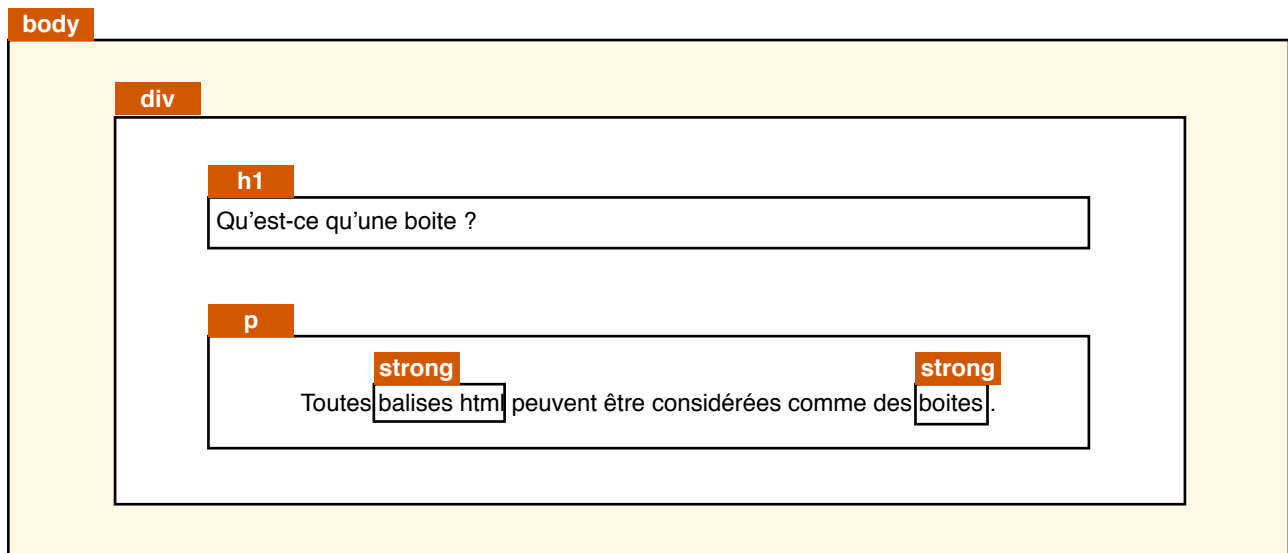 body
div
h1
Qu’est-ce qu’une boite ?
p
strong strong
Toutes balises html peuvent être considérées comme des boites .